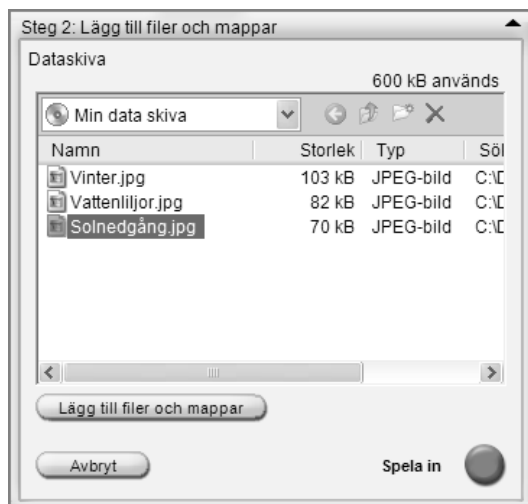 Steg 2: Lägg till filer och mappar
Dataskiva
600 kB används
Min data skiva
Namn Storlek Typ Söl
Vinter.jpg 103 kB JPEG-bild C:\D
Vattenliljor.jpg 82 kB JPEG-bild C:\D
Solnedgång.jpg 70 kB JPEG-bild C:\D
Lägg till filer och mappar
Avbryt Spela in